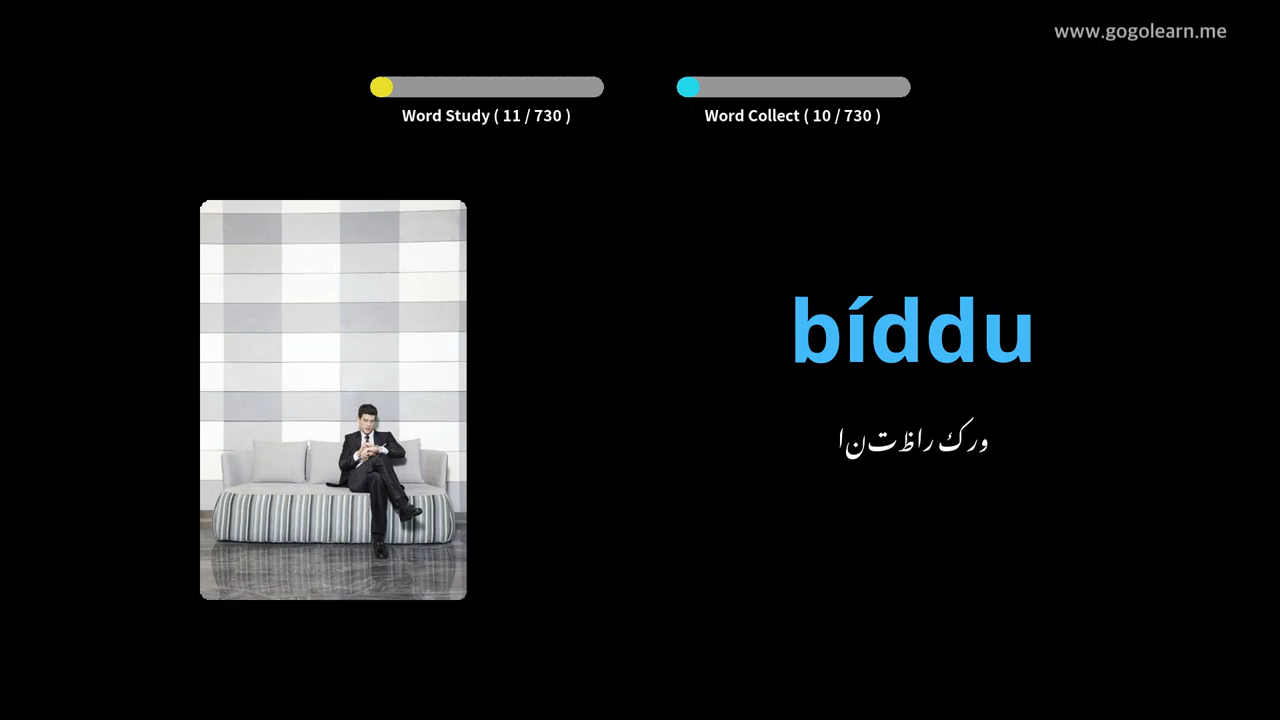 www.gogolearn.me
Word Study ( 11 / 730 )
Word Collect ( 10 / 730 )
bíddu
انتظار کرو